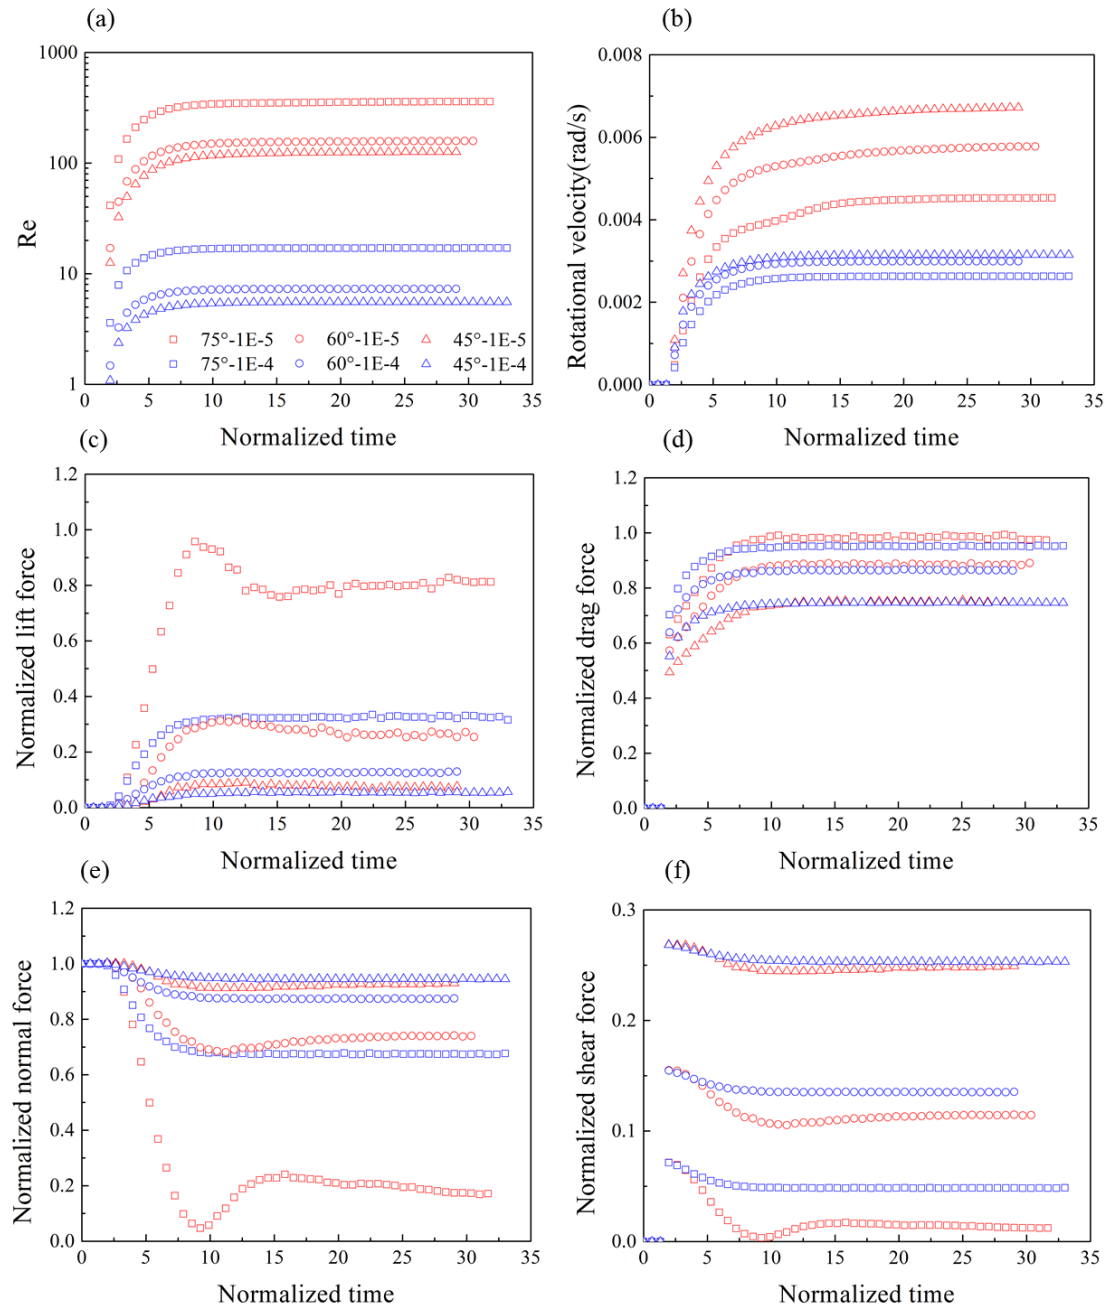 (a)
Re
1000
100
10
1
75°-1E-5
60°-1E-5
45°-1E-5
75°-1E-4
60°-1E-4
45°-1E-4
0 5 10 15 20 25 30 35
Normalized time
(b)
Rotational velocity(rad/s)
0.008
0.006
0.004
0.002
0.000
0 5 10 15 20 25 30 35
Normalized time
(c)
Normalized lift force
1.2
1.0
0.8
0.6
0.4
0.2
0.0
0 5 10 15 20 25 30 35
Normalized time
(d)
Normalized drag force
1.2
1.0
0.8
0.6
0.4
0.2
0.0
0 5 10 15 20 25 30 35
Normalized time
(e)
Normalized normal force
1.2
1.0
0.8
0.6
0.4
0.2
0.0
0 5 10 15 20 25 30 35
Normalized time
(f)
Normalized shear force
0.3
0.2
0.1
0.0
0 5 10 15 20 25 30 35
Normalized time